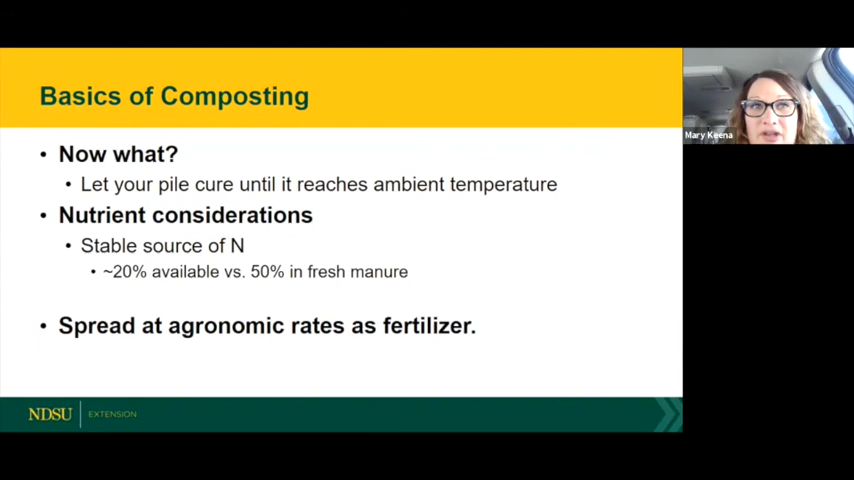 Basics of Composting
Mary Keena
• Now what?
• Let your pile cure until it reaches ambient temperature
• Nutrient considerations
• Stable source of N
• ~20% available vs. 50% in fresh manure
• Spread at agronomic rates as fertilizer.
NDSU EXTENSION